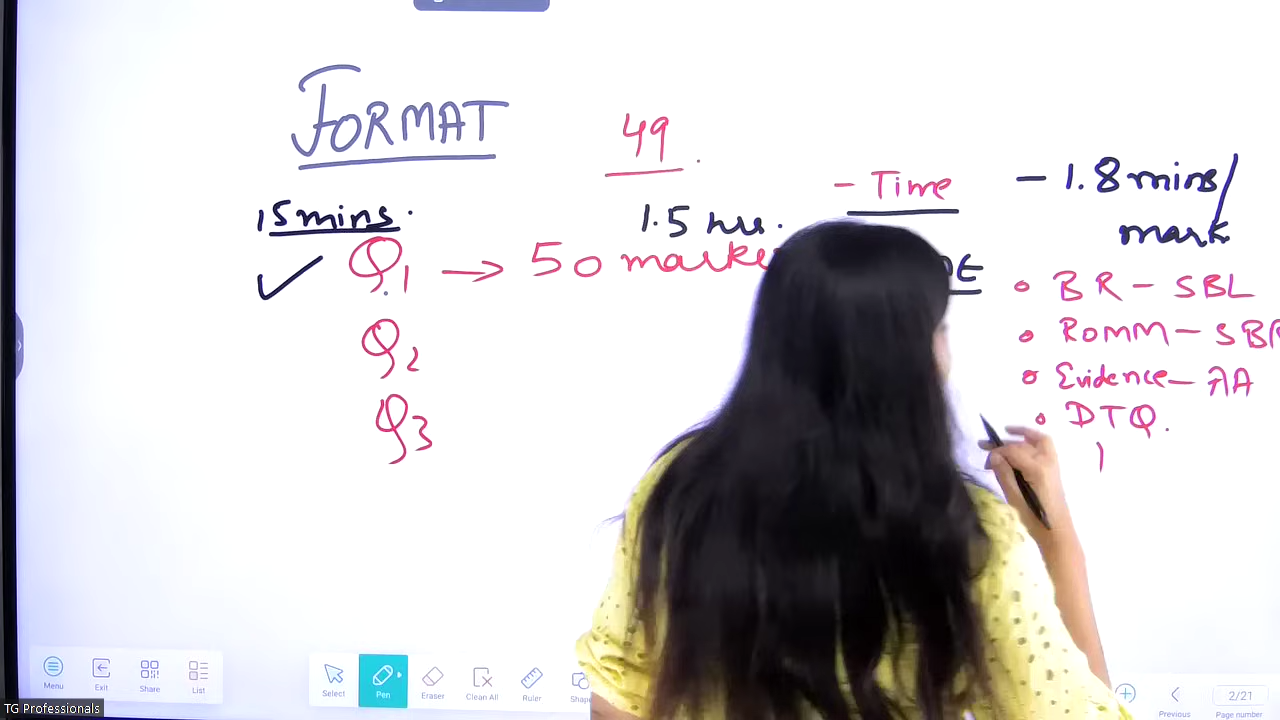 FORMAT
49
- Time
- 1.8 mins/
mark
15 mins.
1.5 hrs.
✓ Q1 → 50 marks
Q2
Q3
• BR - SBL
• ROMM - SBR
• Evidence - AA
• DTQ.
Menu
Exit
Share
List
Select
Pen
Eraser
Clean All
Ruler
Previous
2/21
Page number
TG Professionals